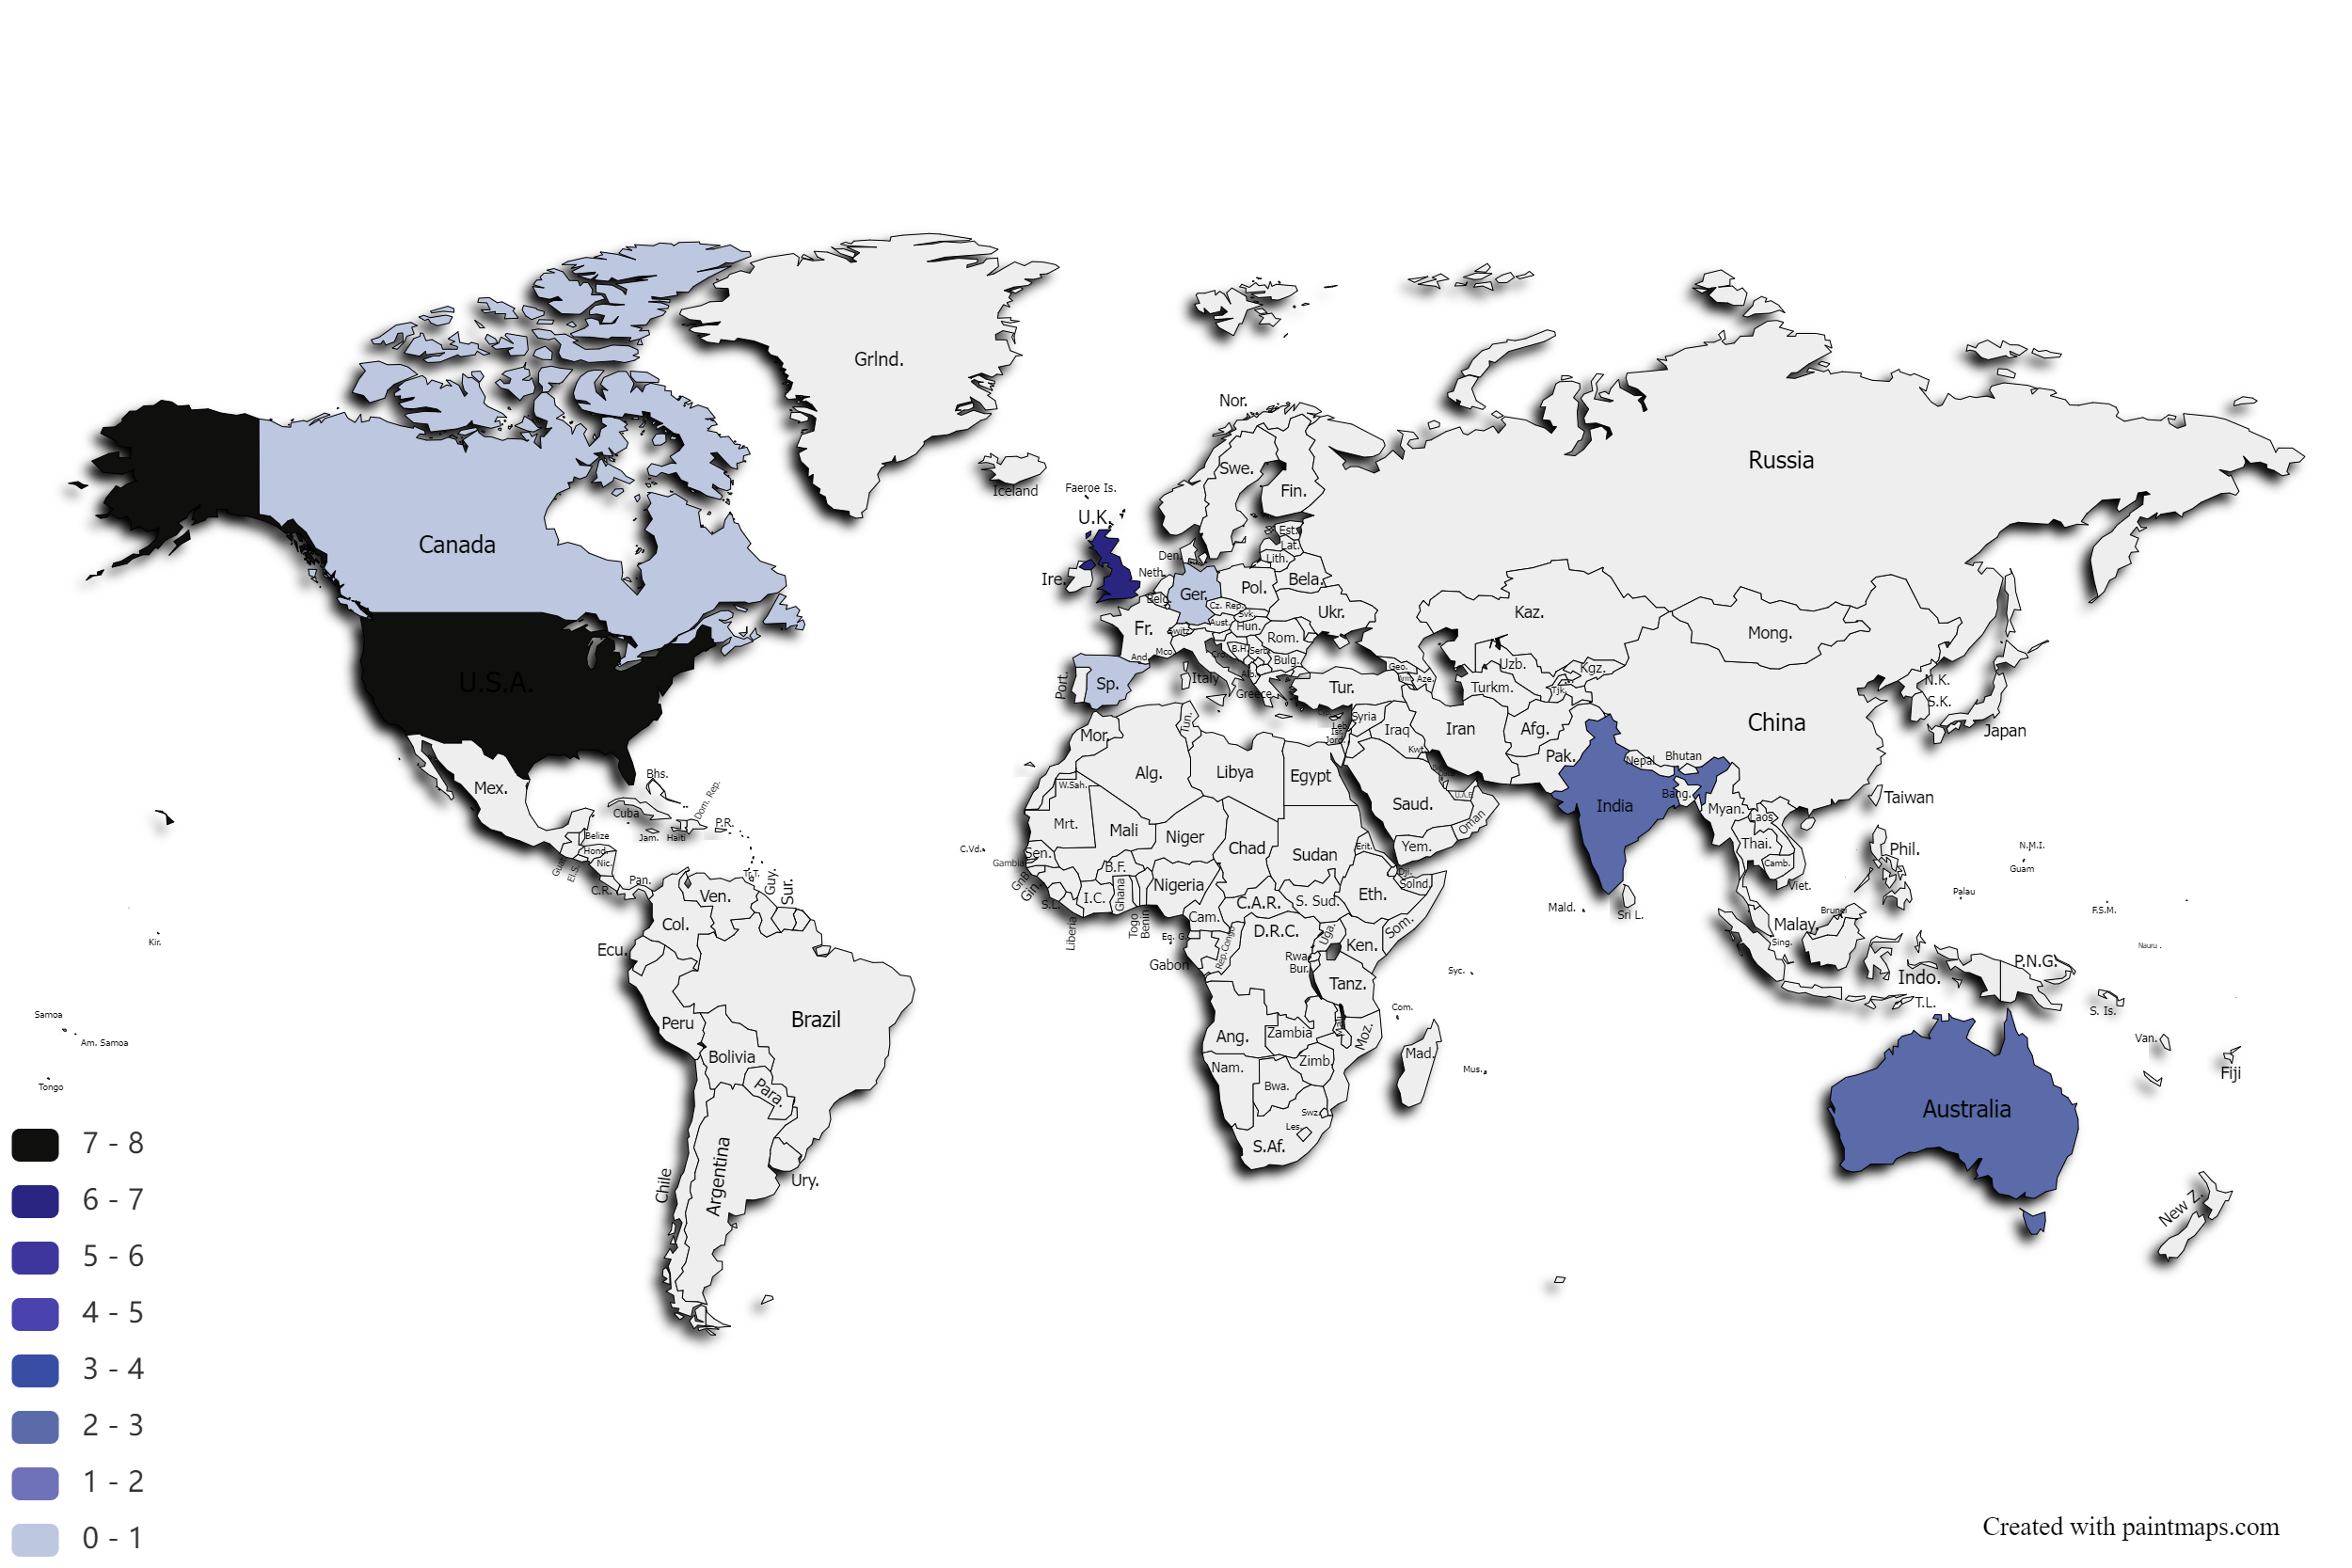 Grlnd.
Nor.
Russia
Swe.
Fin.
Iceland
Faeroe Is.
U.K.
Est.
Canada
Lat.
Den.
Lith.
Neth.
Ire.
Bela.
Pol.
Ger.
Belg.
Cz. Rep.
Kaz.
Ukr.
Svk.
Aust.
Hun.
Fr.
Switz.
Mong.
Rom.
B.H.
Serb.
Mco.
And.
Cro.
Bulg.
Uzb.
Kgz.
Geo.
U.S.A.
Sp.
Port.
Italy
Alb.
Aze.
Greece
Tur.
Turkm.
Tjk.
N.K.
S.K.
Syria
China
Tun.
Leb.
Isr.
Jord.
Iraq
Iran
Afg.
Japan
Mor.
Kwt.
Pak.
Nepal
Bhutan
Alg.
Libya
Egypt
Bhs.
Mex.
W.Sah.
U.A.E.
Bang.
Taiwan
Dom. Rep.
Cuba
Saud.
India
Myan.
Laos
P.R.
Jam.
Haiti
Mrt.
Mali
Niger
Oman
Belize
Hond.
Nic.
Gua.
El.S.
C.Vd.
Sen.
Gambia
Chad
Sudan
Erit.
Yem.
Thai.
Phil.
N.M.I.
Camb.
Guam
B.F.
Dji.
Solnd.
Viet.
C.R.
Pan.
Tr.T.
Guy.
Sur.
Ven.
GnB.
Gin.
S.L.
Liberia
I.C.
Ghana
Togo
Benin
Nigeria
C.A.R.
S. Sud.
Eth.
Som.
Mald.
Sri L.
Palau
Brunei
F.S.M.
Col.
Cam.
Malay.
Kir.
Ecu.
Eq. G.
Gabon
Rep.Congo
D.R.C.
Uga.
Ken.
Sing.
Nauru
Rwa.
Bur.
Syc.
P.N.G.
Indo.
Tanz.
T.L.
S. Is.
Samoa
Am. Samoa
Peru
Brazil
Com.
Ang.
Zambia
Mali
Moz.
Van.
Bolivia
Mad.
Zimb.
Nam.
Mus.
Fiji
Tongo
Para.
Bwa.
Australia
Swz.
Les.
S.Af.
Argentina
Chile
Ury.
New Z.
7 - 8
6 - 7
5 - 6
4 - 5
3 - 4
2 - 3
1 - 2
0 - 1
Created with paintmaps.com